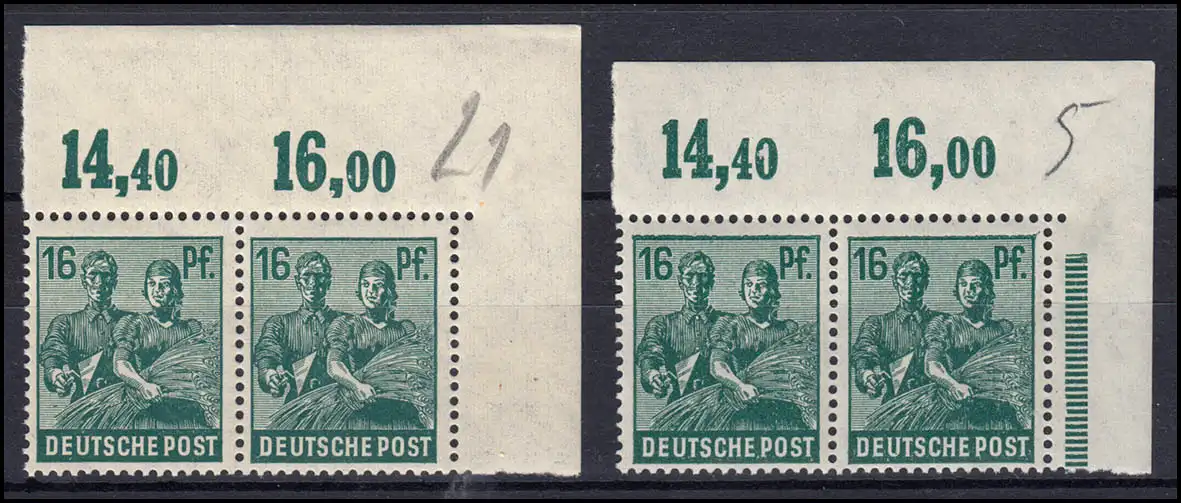 14,40 16,00 21
16 Pf. 16 Pf.
DEUTSCHE POST DEUTSCHE POST
14,40 16,00 5
16 Pf. 16 Pf.
DEUTSCHE POST DEUTSCHE POST